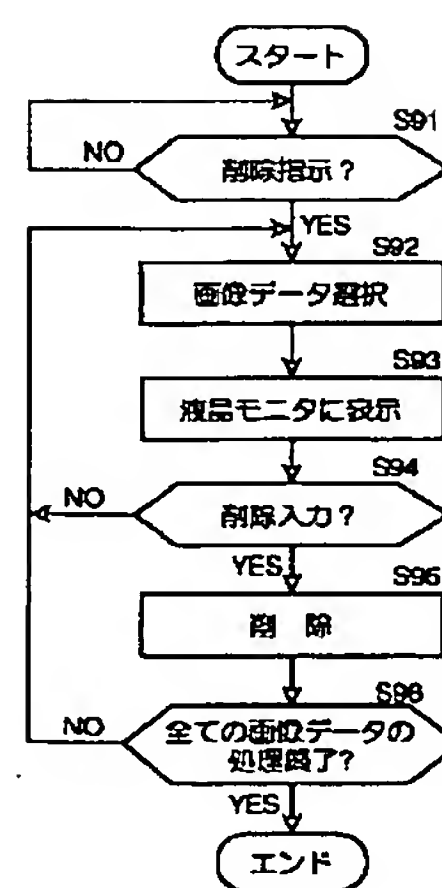 スタート
S91
NO
削除指示?
YES
S92
画像データ選択
S93
液晶モニタに表示
S94
NO
削除入力?
YES
S95
削 除
S96
NO
全ての画像データの
処理終了?
YES
エンド